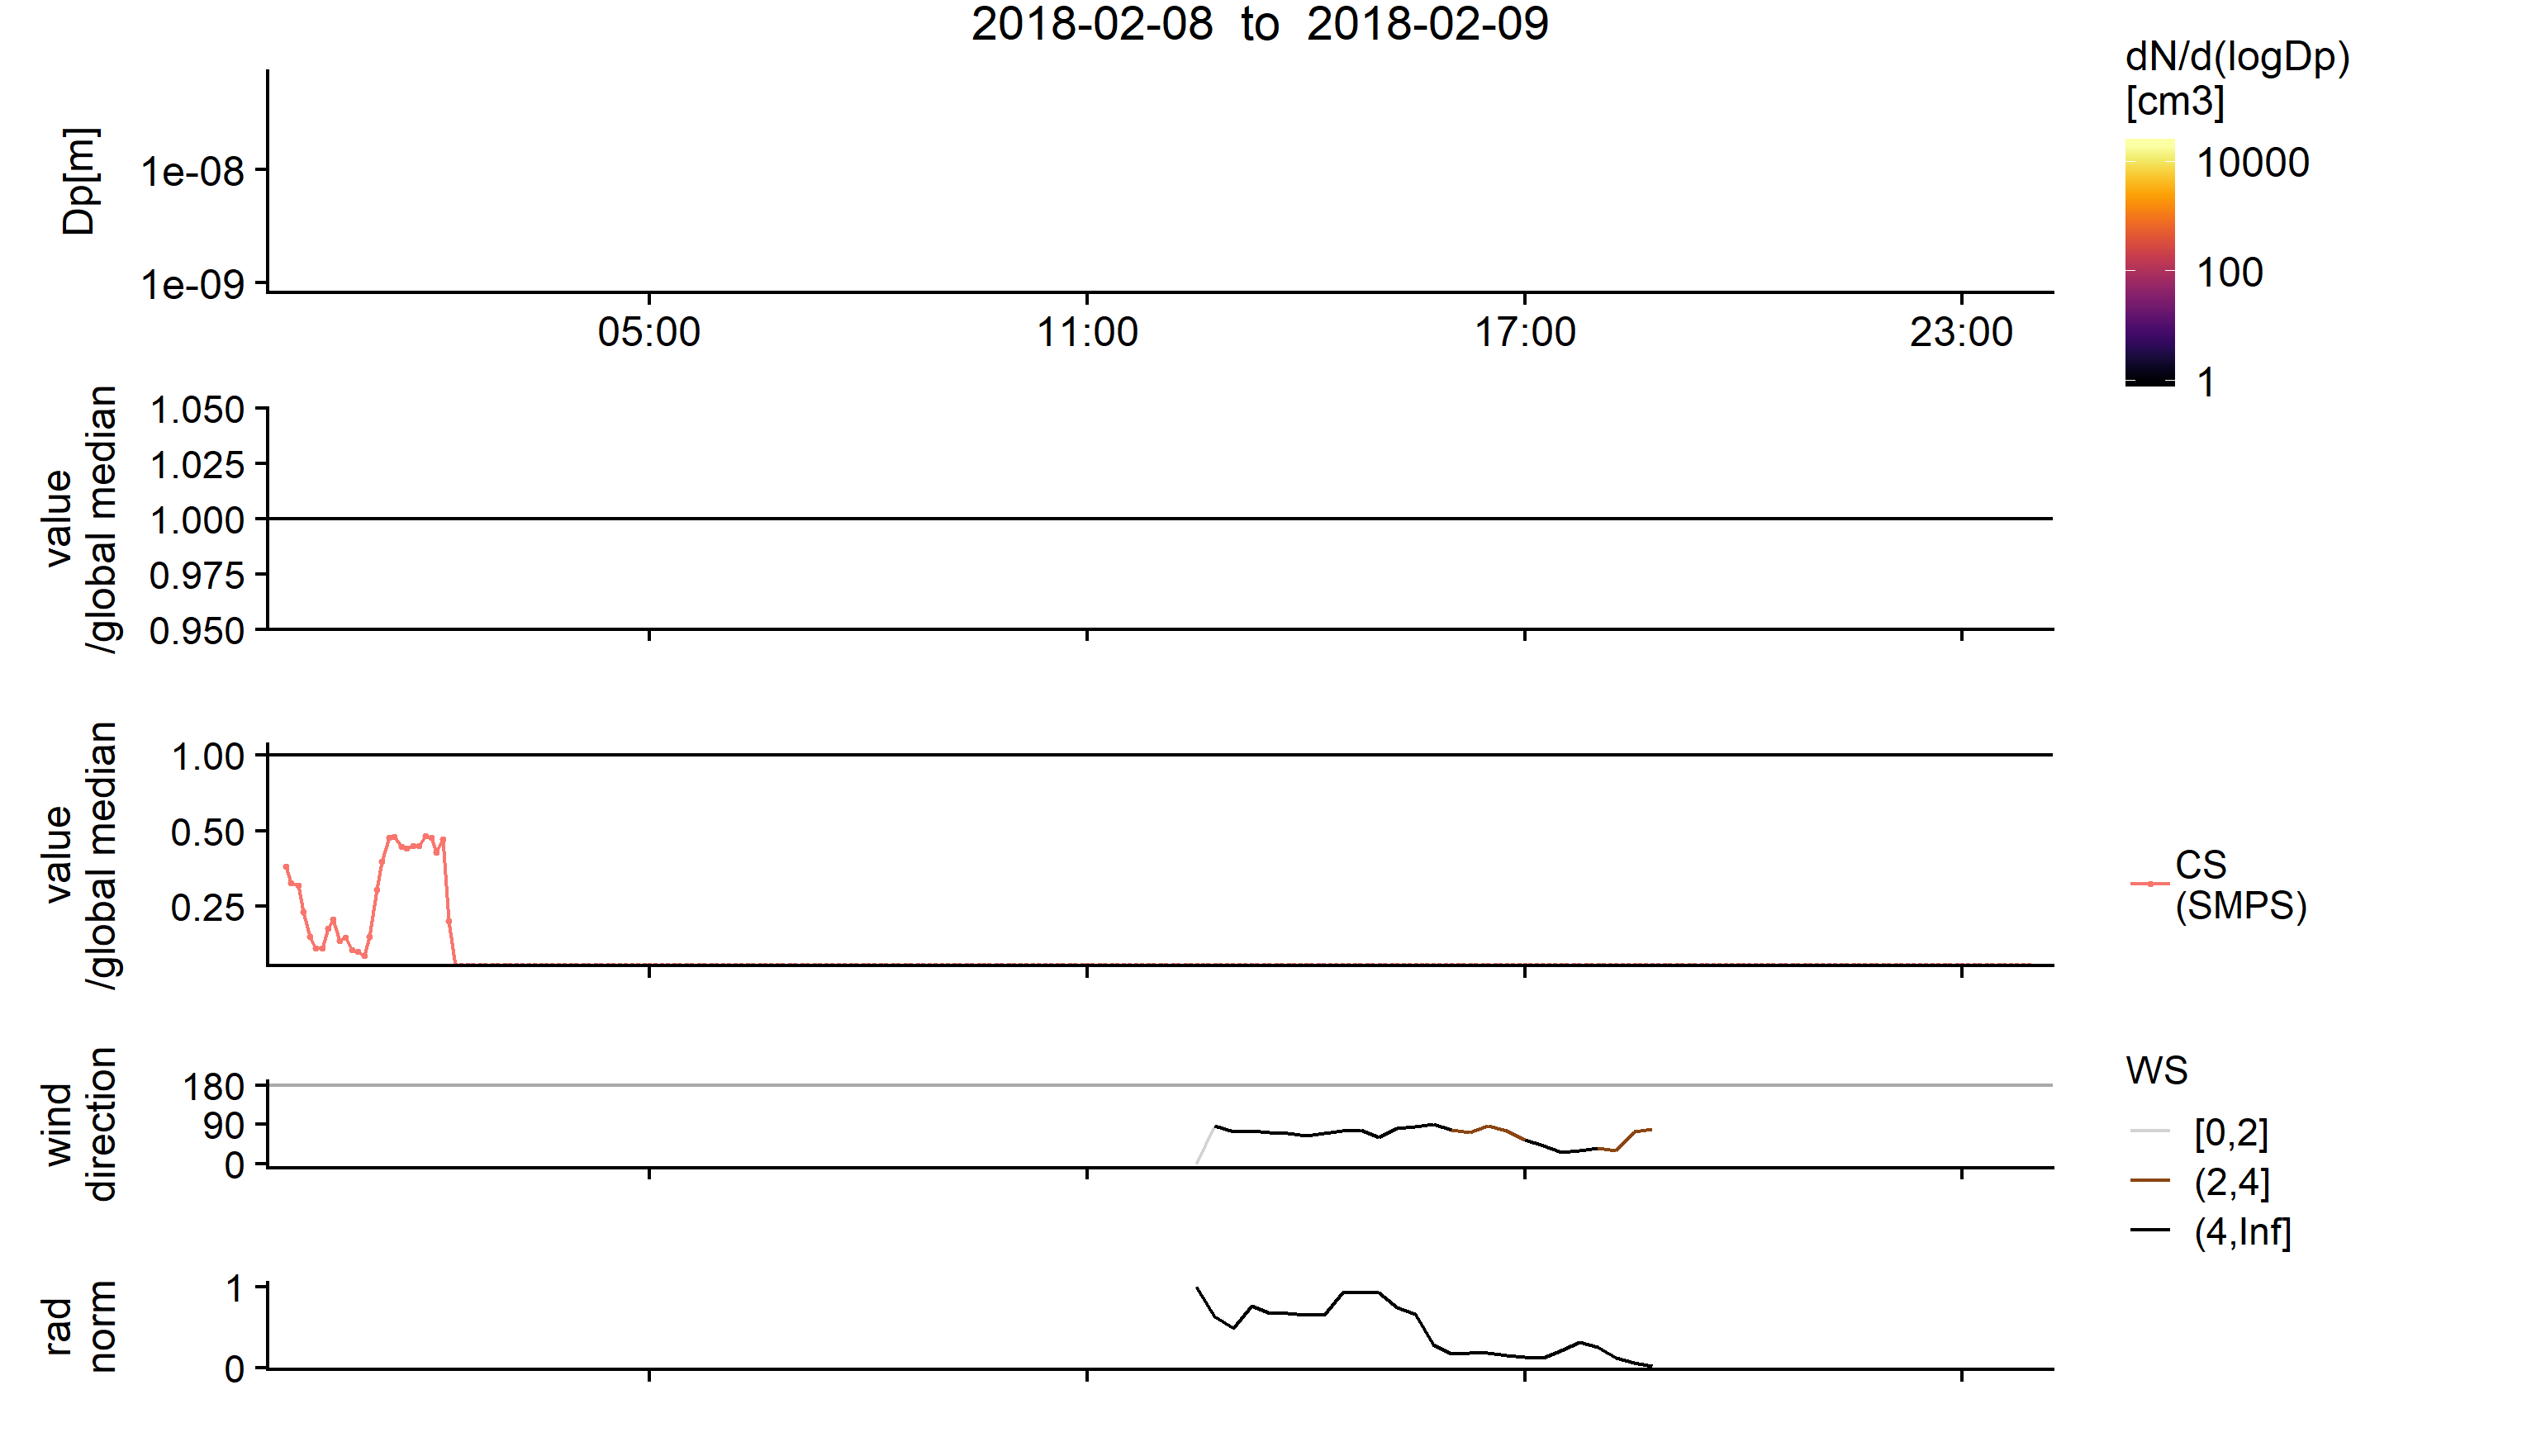 2018-02-08 to 2018-02-09
dN/d(logDp)
[cm3]
10000
100
1
Dp[m]
1e-08
1e-09
05:00
11:00
17:00
23:00
value
/global median
1.050
1.025
1.000
0.975
0.950
value
/global median
1.00
0.50
0.25
CS
(SMPS)
wind
direction
180
90
0
WS
[0,2]
(2,4]
(4,Inf]
rad
norm
1
0